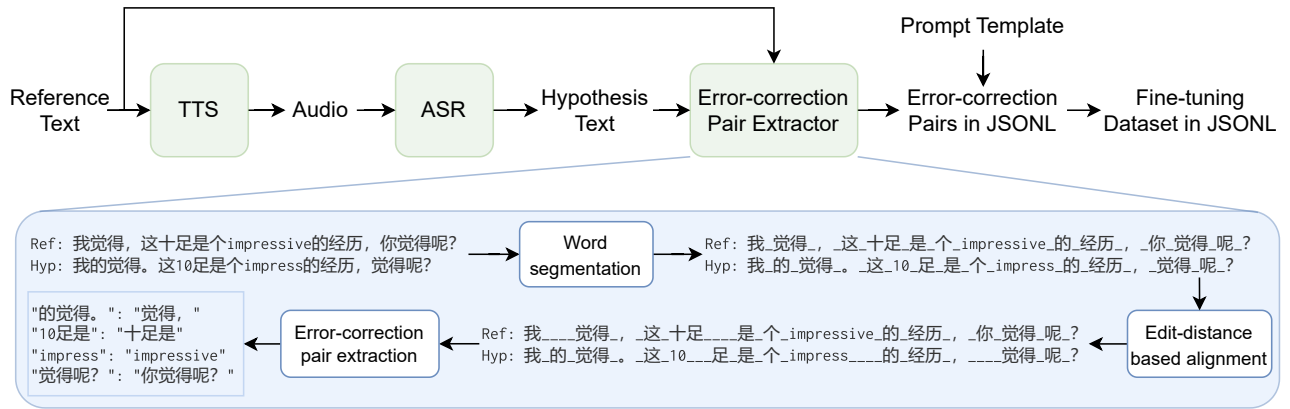 Prompt Template
Reference Text
TTS
Audio
ASR
Hypothesis Text
Error-correction Pair Extractor
Error-correction Pairs in JSONL
Fine-tuning Dataset in JSONL
Ref: 我觉得，这十足是个impressive的经历，你觉得呢？
Hyp: 我的觉得。这10足是个impress的经历，觉得呢？
Word segmentation
Ref: 我_觉得_，_这_十足_是_个_impressive_的_经历_，_你_觉得_呢_？
Hyp: 我_的_觉得_。_这_10_足_是_个_impress_的_经历_，_觉得_呢_？
Edit-distance based alignment
Ref: 我____觉得_，_这_十足____是_个_impressive_的_经历_，_你_觉得_呢_？
Hyp: 我_的_觉得_。_这_10___足_是_个_impress____的_经历_，____觉得_呢_？
Error-correction pair extraction
"的觉得。": "觉得，"
"10足是": "十足是"
"impress": "impressive"
"觉得呢？": "你觉得呢？"